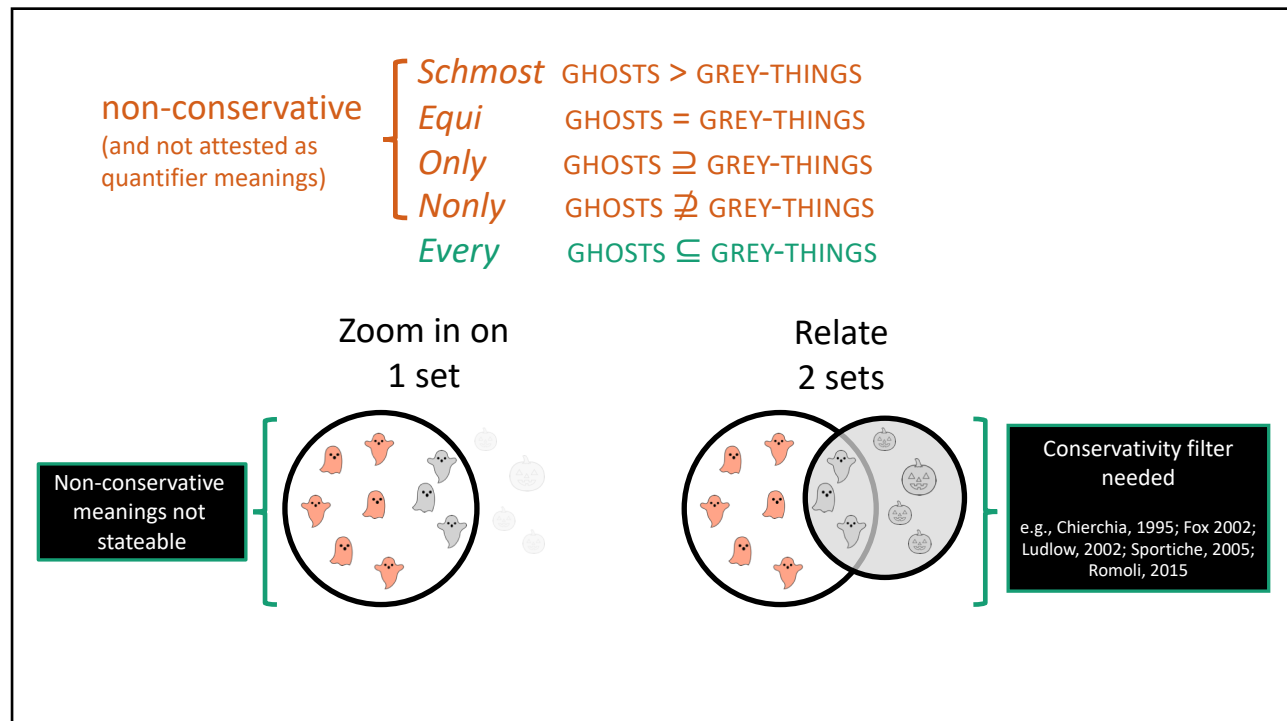 Schmost GHOSTS > GREY-THINGS
non-conservative
Equi GHOSTS = GREY-THINGS
(and not attested as
quantifier meanings)
Only GHOSTS ⊇ GREY-THINGS
Nonly GHOSTS ⊉ GREY-THINGS
Every GHOSTS ⊆ GREY-THINGS
Zoom in on
1 set
Relate
2 sets
Non-conservative
meanings not
stateable
Conservativity filter
needed
e.g., Chierchia, 1995; Fox 2002;
Ludlow, 2002; Sportiche, 2005;
Romoli, 2015